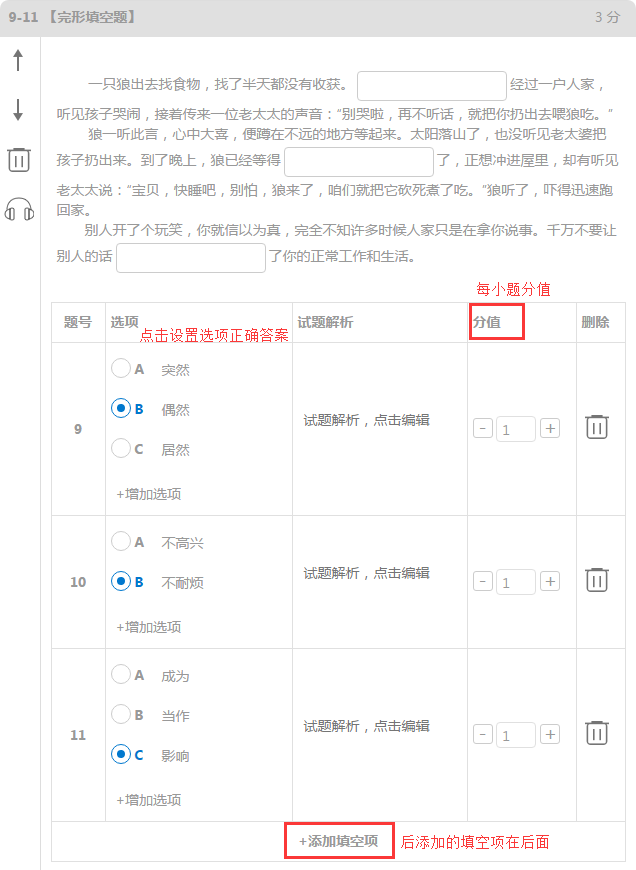 9-11 【完形填空题】 3 分
一只狼出去找食物，找了半天都没有收获。 经过一户人家，
听见孩子哭闹，接着传来一位老太太的声音："别哭啦，再不听话，就把你扔出去喂狼吃。"
狼一听此言，心中大喜，便蹲在不远的地方等起来。太阳落山了，也没听见老太婆把
孩子扔出来。到了晚上，狼已经等得 了，正想冲进屋里，却有听见
老太太说："宝贝，快睡吧，别怕，狼来了，咱们就把它砍死煮了吃。"狼听了，吓得迅速跑
回家。
别人开了个玩笑，你就信以为真，完全不知许多时候人家只是在拿你说事。千万不要让
别人的话 了你的正常工作和生活。
每小题分值
题号 选项 试题解析 分值 删除
点击设置选项正确答案
A 突然
B 偶然
9 试题解析，点击编辑 - 1 +
C 居然
+增加选项
A 不高兴
10 B 不耐烦 试题解析，点击编辑 - 1 +
+增加选项
A 成为
B 当作
11 试题解析，点击编辑 - 1 +
C 影响
+增加选项
+添加填空项 后添加的填空项在后面